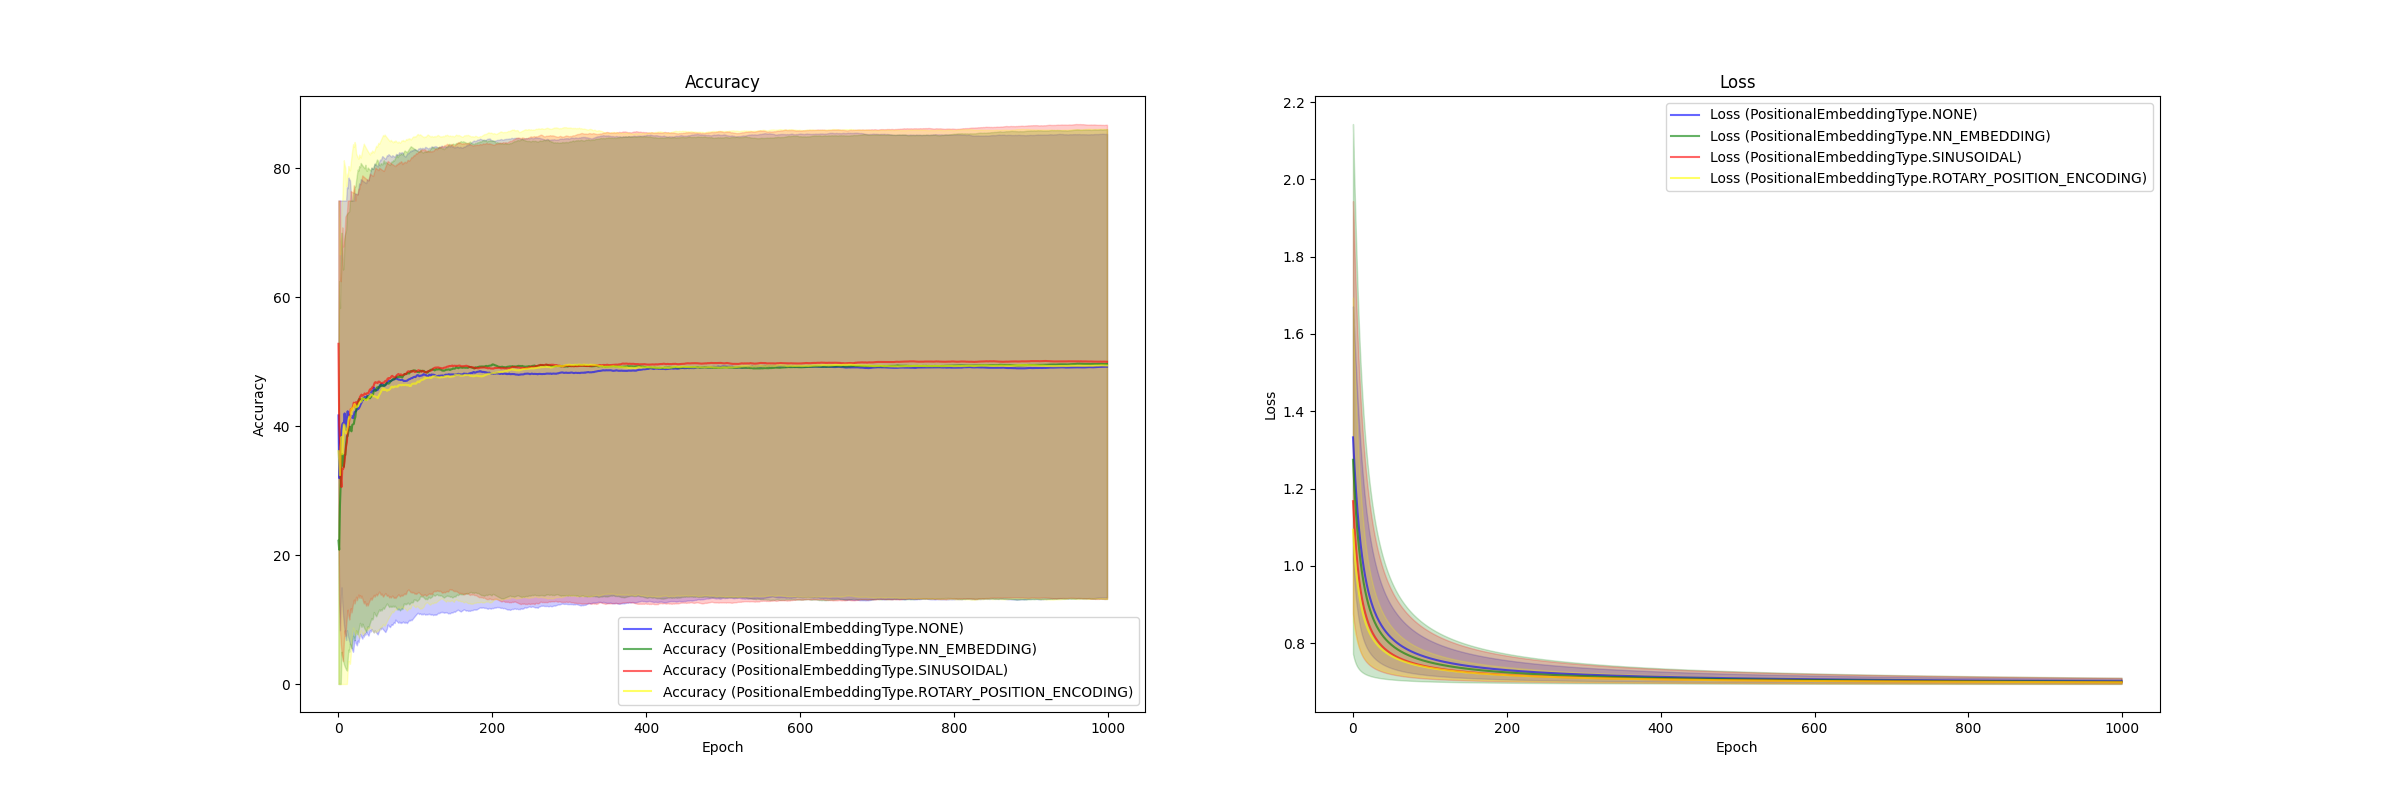 Accuracy
80
60
40
20
0
Accuracy
0
200
400
600
800
1000
Epoch
Accuracy (PositionalEmbeddingType.NONE)
Accuracy (PositionalEmbeddingType.NN_EMBEDDING)
Accuracy (PositionalEmbeddingType.SINUSOIDAL)
Accuracy (PositionalEmbeddingType.ROTARY_POSITION_ENCODING)
Loss
2.2
2.0
1.8
1.6
1.4
1.2
1.0
0.8
Loss
0
200
400
600
800
1000
Epoch
Loss (PositionalEmbeddingType.NONE)
Loss (PositionalEmbeddingType.NN_EMBEDDING)
Loss (PositionalEmbeddingType.SINUSOIDAL)
Loss (PositionalEmbeddingType.ROTARY_POSITION_ENCODING)